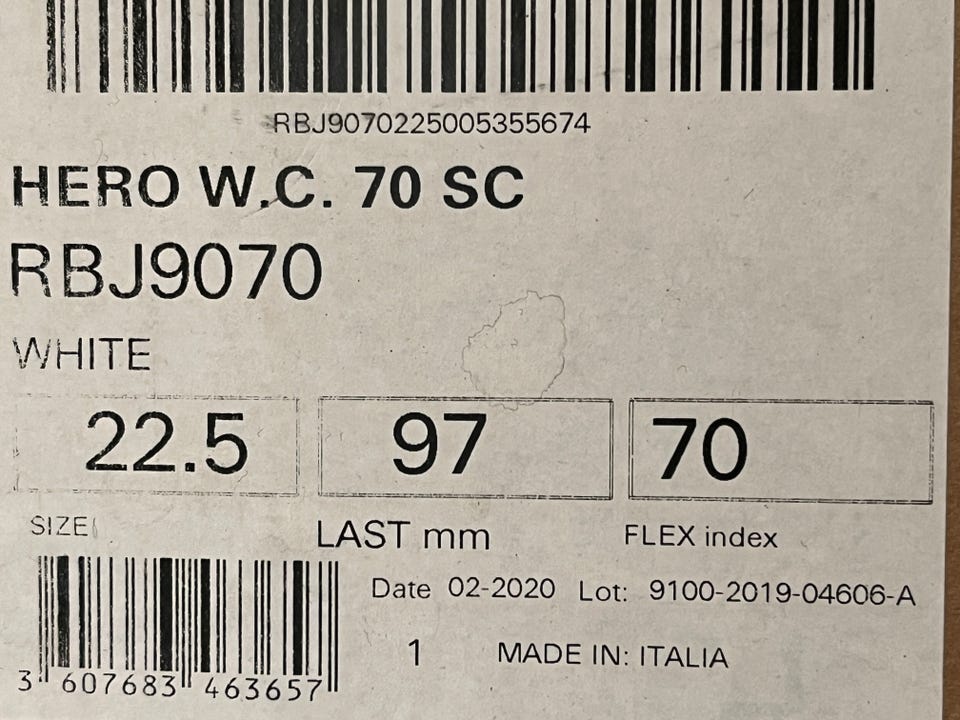 RBJ9070225005355674
HERO W.C. 70 SC
RBJ9070
WHITE
22.5 97 70
SIZE LAST mm FLEX index
Date 02-2020 Lot: 9100-2019-04606-A
1 MADE IN: ITALIA
3 607683 463657